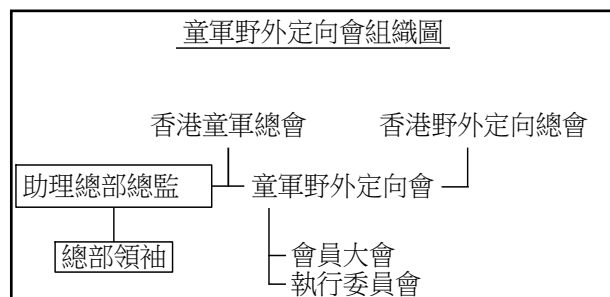 童軍野外定向會組織圖
香港童軍總會
香港野外定向總會
助理總部總監
童軍野外定向會
總部領袖
會員大會
執行委員會